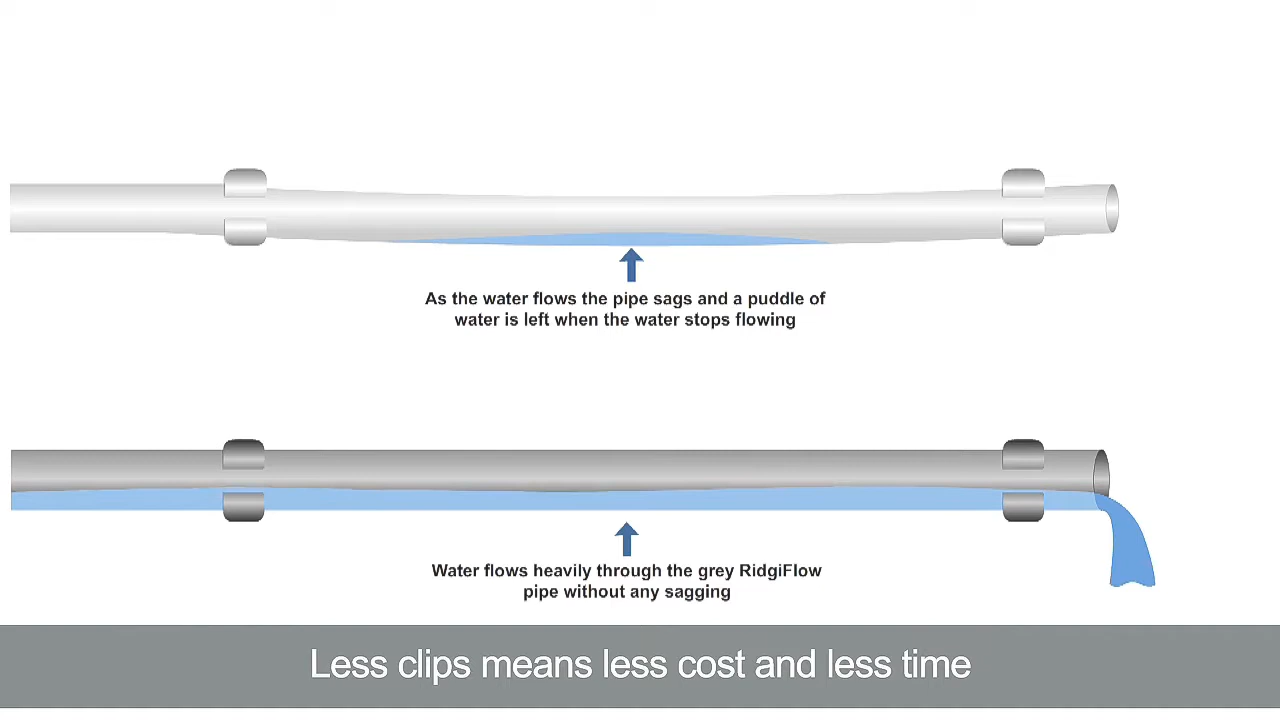 As the water flows the pipe sags and a puddle of
water is left when the water stops flowing
Water flows heavily through the grey RidgiFlow
pipe without any sagging
Less clips means less cost and less time